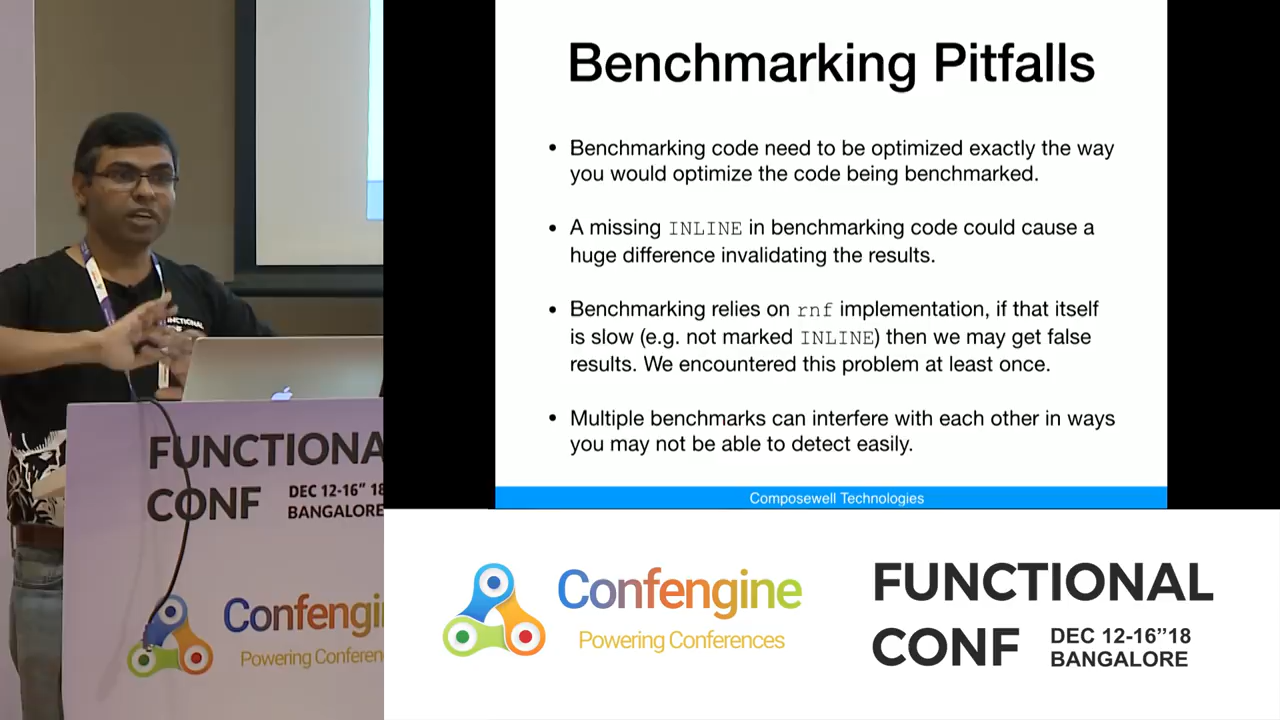 Benchmarking Pitfalls
• Benchmarking code need to be optimized exactly the way
you would optimize the code being benchmarked.
• A missing INLINE in benchmarking code could cause a
huge difference invalidating the results.
• Benchmarking relies on rnf implementation, if that itself
is slow (e.g. not marked INLINE) then we may get false
results. We encountered this problem at least once.
• Multiple benchmarks can interfere with each other in ways
you may not be able to detect easily.
Composewell Technologies
FUNCTIONA
CONF
DEC 12-16" 18
BANGALORE
Confengine
Powering Conferen
Confengine
Powering Conferences
FUNCTIONAL
CONF
DEC 12-16"18
BANGALORE